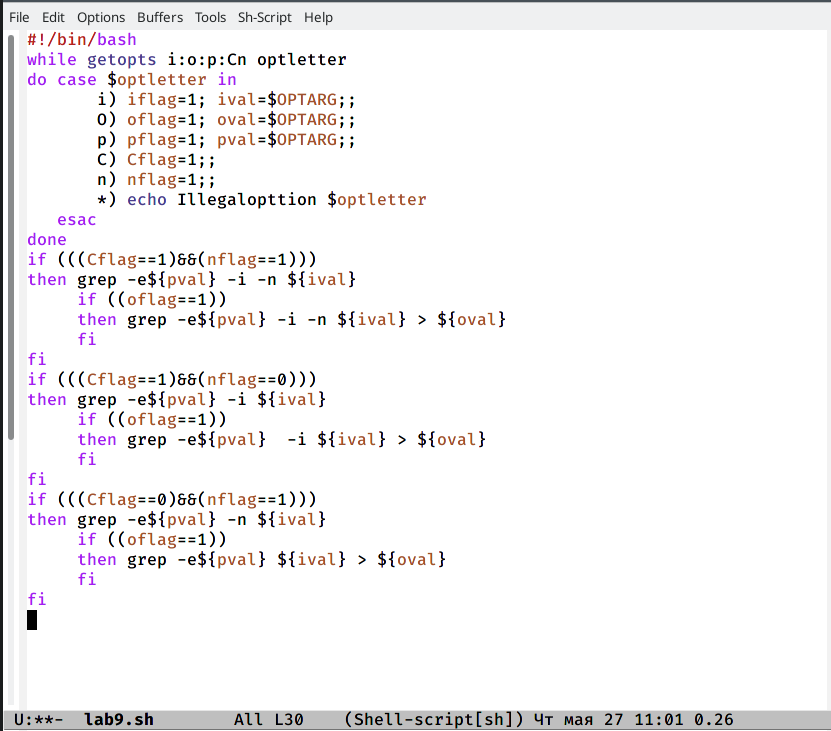 File Edit Options Buffers Tools Sh-Script Help
#!/bin/bash
while getopts i:o:p:Cn optletter
do case $optletter in
       i) iflag=1; ival=$OPTARG;;
       O) oflag=1; oval=$OPTARG;;
       p) pflag=1; pval=$OPTARG;;
       C) Cflag=1;;
       n) nflag=1;;
       *) echo Illegalopttion $optletter
   esac
done
if (((Cflag==1)&&(nflag==1)))
then grep -e${pval} -i -n ${ival}
     if ((oflag==1))
     then grep -e${pval} -i -n ${ival} > ${oval}
     fi
fi
if (((Cflag==1)&&(nflag==0)))
then grep -e${pval} -i ${ival}
     if ((oflag==1))
     then grep -e${pval}  -i ${ival} > ${oval}
     fi
fi
if (((Cflag==0)&&(nflag==1)))
then grep -e${pval} -n ${ival}
     if ((oflag==1))
     then grep -e${pval} ${ival} > ${oval}
     fi
fi
U:**-  lab9.sh        All L30    (Shell-script[sh]) Чт мая 27 11:01 0.26